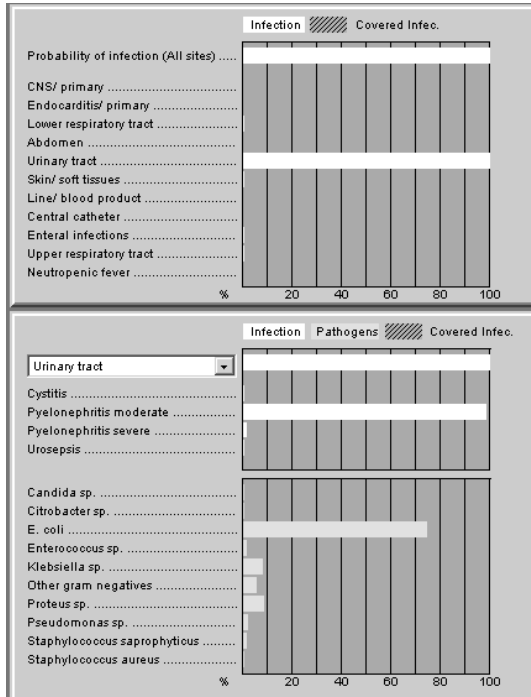 Infection Covered Infec.
Probability of infection (All sites) .....
CNS/ primary ................................
Endocarditis/ primary ....................
Lower respiratory tract ..................
Abdomen ......................................
Urinary tract .................................
Skin/ soft tissues ..........................
Line/ blood product .......................
Central catheter ............................
Enteral infections ..........................
Upper respiratory tract ..................
Neutropenic fever ..........................
% 20 40 60 80 100
Infection Pathogens Covered Infec.
Urinary tract
Cystitis .........................................
Pyelonephritis moderate ................
Pyelonephritis severe ....................
Urosepsis ......................................
Candida sp. ...................................
Citrobacter sp. ..............................
E. coli ...........................................
Enterococcus sp. ...........................
Klebsiella sp. ................................
Other gram negatives ....................
Proteus sp. ...................................
Pseudomonas sp. ..........................
Staphylococcus saprophyticus ........
Staphylococcus aureus ..................
% 20 40 60 80 100